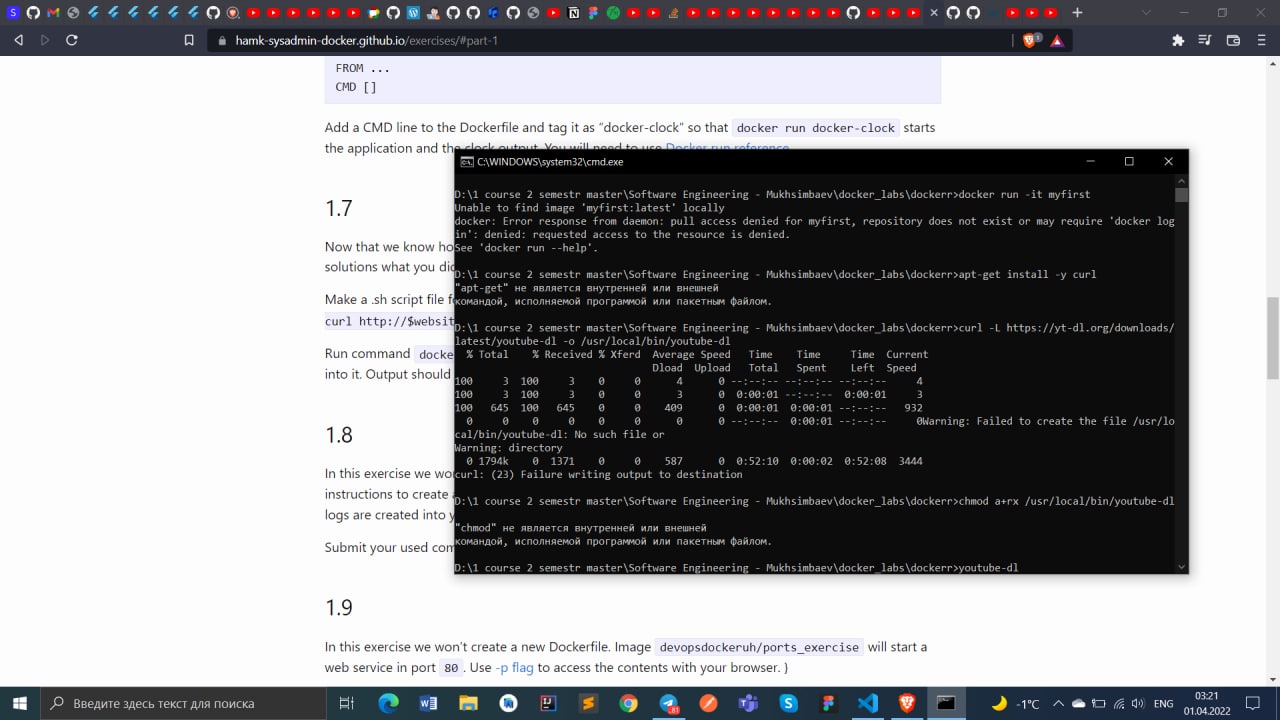 hamk-sysadmin-docker.github.io/exercises/#part-1
FROM ...
CMD []
Add a CMD line to the Dockerfile and tag it as “docker-clock” so that docker run docker-clock starts
the application and the clock output. You will need to use Docker run reference
C:\WINDOWS\system32\cmd.exe
D:\1 course 2 semestr master\Software Engineering - Mukhsimbaev\docker_labs\dockerr>docker run -it myfirst
Unable to find image 'myfirst:latest' locally
docker: Error response from daemon: pull access denied for myfirst, repository does not exist or may require 'docker log
in': denied: requested access to the resource is denied.
See 'docker run --help'.
D:\1 course 2 semestr master\Software Engineering - Mukhsimbaev\docker_labs\dockerr>apt-get install -y curl
"apt-get" не является внутренней или внешней
командой, исполняемой программой или пакетным файлом.
D:\1 course 2 semestr master\Software Engineering - Mukhsimbaev\docker_labs\dockerr>curl -L https://yt-dl.org/downloads/
latest/youtube-dl -o /usr/local/bin/youtube-dl
% Total % Received % Xferd Average Speed Time Time Time Current
Dload Upload Total Spent Left Speed
100 3 100 3 0 0 4 0 --:--:-- --:--:-- --:--:-- 4
100 3 100 3 0 0 3 0 0:00:01 --:--:-- 0:00:01 3
100 645 100 645 0 0 409 0 0:00:01 0:00:01 --:--:-- 932
0 0 0 0 0 0 0 0 --:--:-- 0:00:01 --:--:-- 0Warning: Failed to create the file /usr/lo
cal/bin/youtube-dl: No such file or
Warning: directory
0 1794k 0 1371 0 0 587 0 0:52:10 0:00:02 0:52:08 3444
curl: (23) Failure writing output to destination
D:\1 course 2 semestr master\Software Engineering - Mukhsimbaev\docker_labs\dockerr>chmod a+rx /usr/local/bin/youtube-dl
"chmod" не является внутренней или внешней
командой, исполняемой программой или пакетным файлом.
D:\1 course 2 semestr master\Software Engineering - Mukhsimbaev\docker_labs\dockerr>youtube-dl
1.7
Now that we know ho
solutions what you did
Make a .sh script file f
curl http://$websit
Run command docke
into it. Output should
1.8
In this exercise we wo
instructions to create a
logs are created into y
Submit your used com
1.9
In this exercise we won’t create a new Dockerfile. Image devopsdockeruh/ports_exercise will start a
web service in port 80 . Use -p flag to access the contents with your browser. )
Введите здесь текст для поиска
-1°C
ENG
03:21
01.04.2022